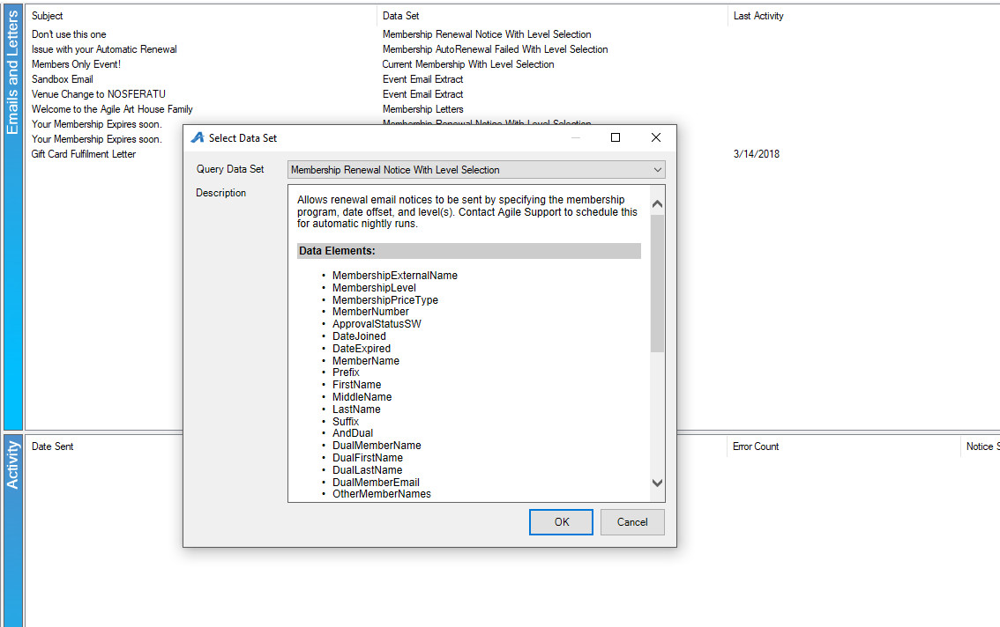 Emails and Letters
Subject Data Set Last Activity
Don't use this one Membership Renewal Notice With Level Selection
Issue with your Automatic Renewal Membership AutoRenewal Failed With Level Selection
Members Only Event! Current Membership With Level Selection
Sandbox Email Event Email Extract
Venue Change to NOSFERATU Event Email Extract
Welcome to the Agile Art House Family Membership Letters
Your Membership Expires soon. Membership Renewal Notice With Level Selection
Your Membership Expires soon.
Gift Card Fulfilment Letter 3/14/2018
Select Data Set
Query Data Set Membership Renewal Notice With Level Selection
Description
Allows renewal email notices to be sent by specifying the membership
program, date offset, and level(s). Contact Agile Support to schedule this
for automatic nightly runs.
Data Elements:
• MembershipExternalName
• MembershipLevel
• MembershipPriceType
• MemberNumber
• ApprovalStatusSW
• DateJoined
• DateExpired
• MemberName
• Prefix
• FirstName
• MiddleName
• LastName
• Suffix
• AndDual
• DualMemberName
• DualFirstName
• DualLastName
• DualMemberEmail
• OtherMemberNames
OK Cancel
Activity
Date Sent Error Count Notice S